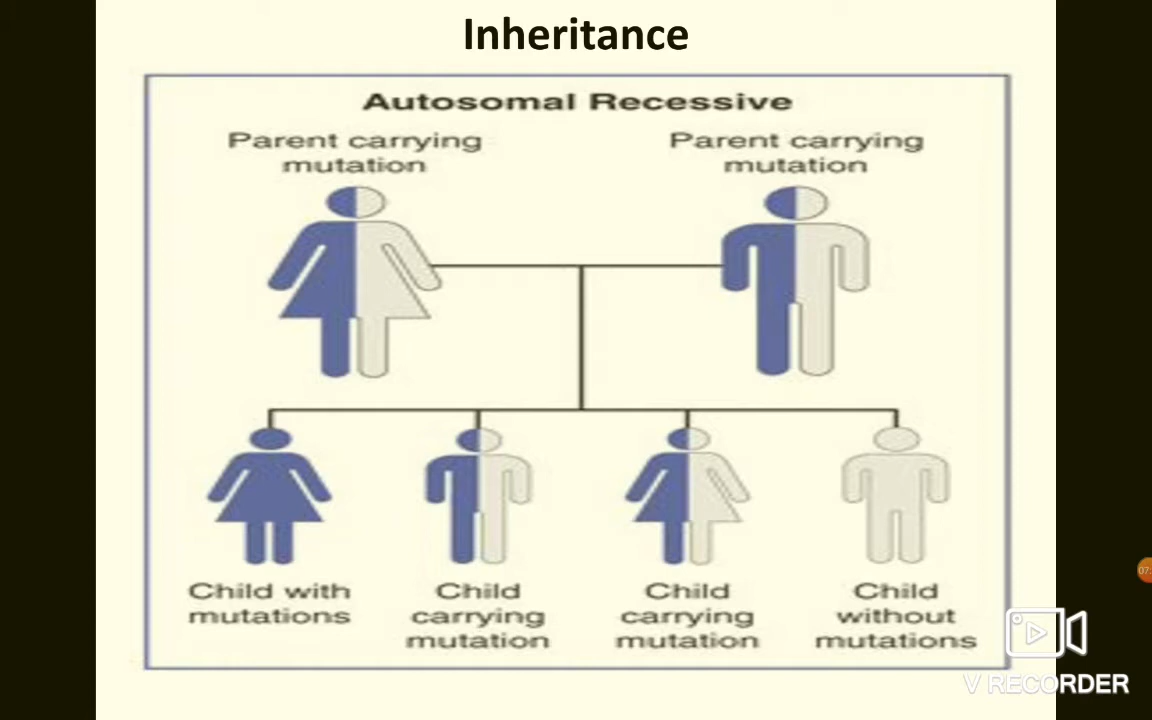 Inheritance
Autosomal Recessive
Parent carrying
mutation
Parent carrying
mutation
Child with
mutations
Child
carrying
mutation
Child
carrying
mutation
Child
without
mutations
V RECORDER